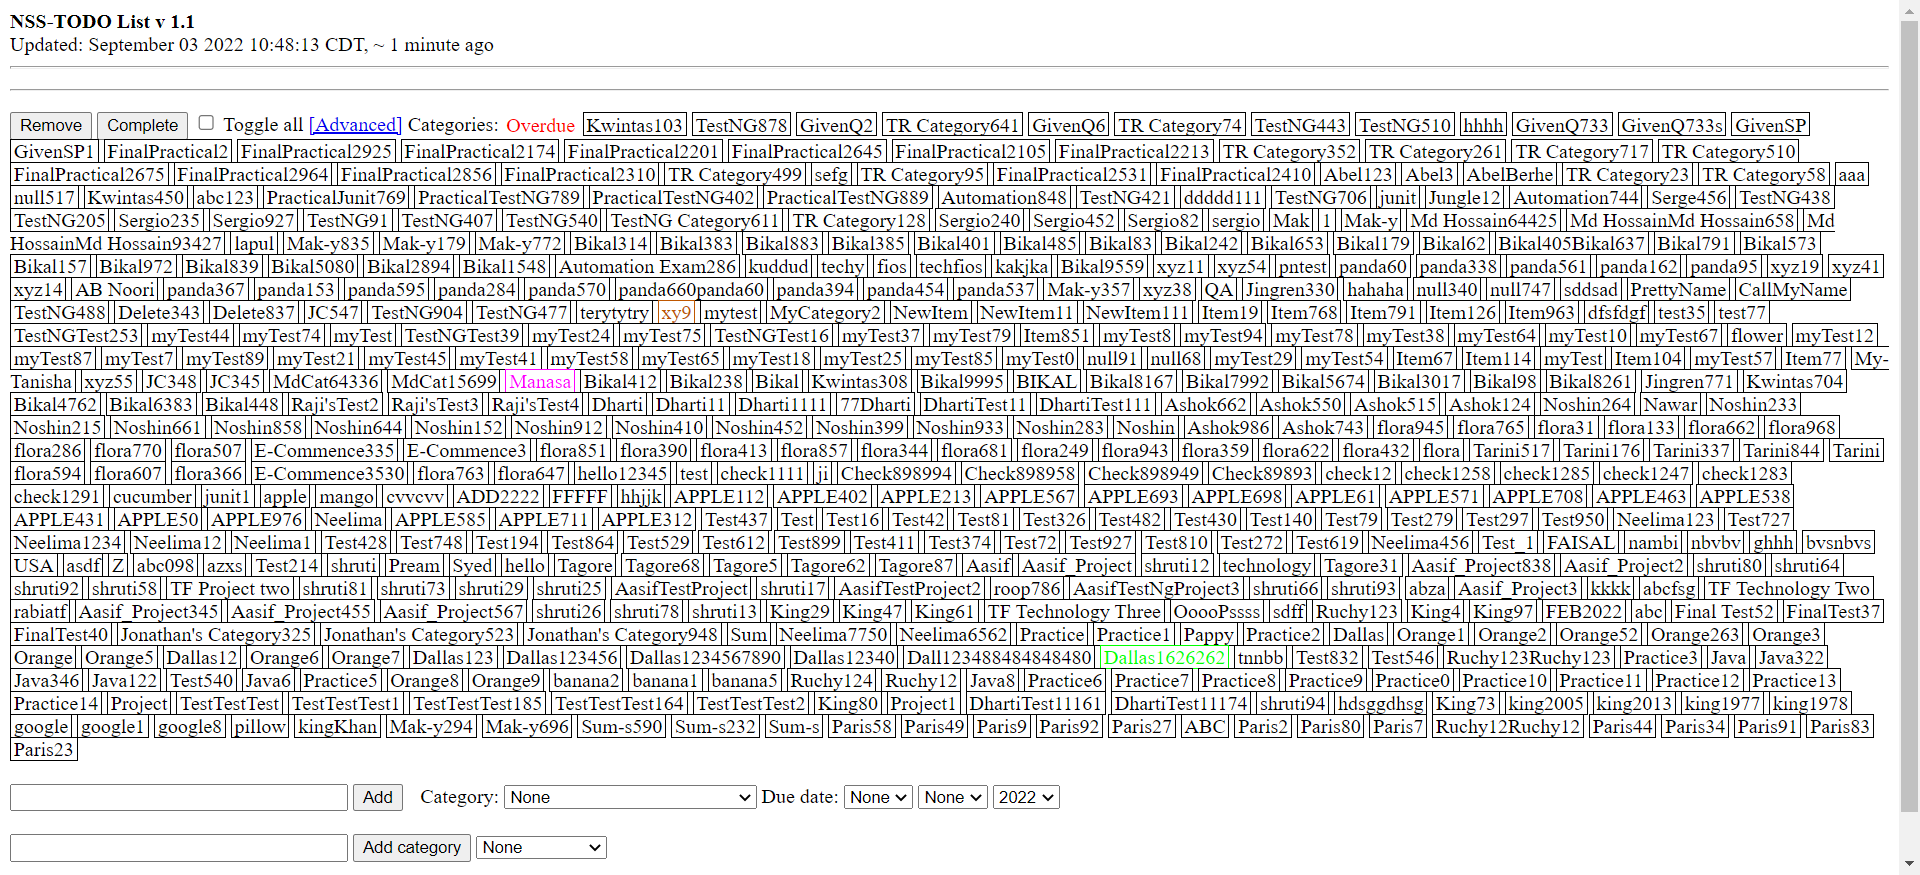 NSS-TODO List v 1.1
Updated: September 03 2022 10:48:13 CDT, ~ 1 minute ago
Remove Complete Toggle all [Advanced] Categories: Overdue Kwintas103 TestNG878 GivenQ2 TR Category641 GivenQ6 TR Category74 TestNG443 TestNG510 hhhh GivenQ733 GivenQ733s GivenSP
GivenSP1 FinalPractical2 FinalPractical2925 FinalPractical2174 FinalPractical2201 FinalPractical2645 FinalPractical2105 FinalPractical2213 TR Category352 TR Category261 TR Category717 TR Category510
FinalPractical2675 FinalPractical2964 FinalPractical2856 FinalPractical2310 TR Category499 sefg TR Category95 FinalPractical2531 FinalPractical2410 Abel123 Abel3 AbelBerhe TR Category23 TR Category58 aaa
null517 Kwintas450 abc123 PracticalJunit769 PracticalTestNG789 PracticalTestNG402 PracticalTestNG889 Automation848 TestNG421 ddddd111 TestNG706 junit Jungle12 Automation744 Serge456 TestNG438
TestNG205 Sergio235 Sergio927 TestNG91 TestNG407 TestNG540 TestNG Category611 TR Category128 Sergio240 Sergio452 Sergio82 sergio Mak 1 Mak-y Md Hossain64425 Md HossainMd Hossain658 Md
HossainMd Hossain93427 lapul Mak-y835 Mak-y179 Mak-y772 Bikal314 Bikal383 Bikal883 Bikal385 Bikal401 Bikal485 Bikal83 Bikal242 Bikal653 Bikal179 Bikal62 Bikal405Bikal637 Bikal791 Bikal573
Bikal157 Bikal972 Bikal839 Bikal5080 Bikal2894 Bikal1548 Automation Exam286 kuddud techy fios techfios kakjka Bikal9559 xyz11 xyz54 pntest panda60 panda338 panda561 panda162 panda95 xyz19 xyz41
xyz14 AB Noori panda367 panda153 panda595 panda284 panda570 panda660panda60 panda394 panda454 panda537 Mak-y357 xyz38 QA Jingren330 hahaha null340 null747 sddsad PrettyName CallMyName
TestNG488 Delete343 Delete837 JC547 TestNG904 TestNG477 terytytry xy9 mytest MyCategory2 NewItem NewItem11 NewItem111 Item19 Item768 Item791 Item126 Item963 dfsfdgf test35 test77
TestNGTest253 myTest44 myTest74 myTest TestNGTest39 myTest24 myTest75 TestNGTest16 myTest37 myTest79 Item851 myTest8 myTest94 myTest78 myTest38 myTest64 myTest10 myTest67 flower myTest12
myTest87 myTest7 myTest89 myTest21 myTest45 myTest41 myTest58 myTest65 myTest18 myTest25 myTest85 myTest0 null91 null68 myTest29 myTest54 Item67 Item114 myTest Item104 myTest57 Item77 My-
Tanisha xyz55 JC348 JC345 MdCat64336 MdCat15699 Manasa Bikal412 Bikal238 Bikal Kwintas308 Bikal9995 BIKAL Bikal8167 Bikal7992 Bikal5674 Bikal3017 Bikal98 Bikal8261 Jingren771 Kwintas704
Bikal4762 Bikal6383 Bikal448 Raji'sTest2 Raji'sTest3 Raji'sTest4 Dharti Dharti11 Dharti1111 77Dharti DhartiTest11 DhartiTest111 Ashok662 Ashok550 Ashok515 Ashok124 Noshin264 Nawar Noshin233
Noshin215 Noshin661 Noshin858 Noshin644 Noshin152 Noshin912 Noshin410 Noshin452 Noshin399 Noshin933 Noshin283 Noshin Ashok986 Ashok743 flora945 flora765 flora31 flora133 flora662 flora968
flora286 flora770 flora507 E-Commence335 E-Commence3 flora851 flora390 flora413 flora857 flora344 flora681 flora249 flora943 flora359 flora622 flora432 flora Tarini517 Tarini176 Tarini337 Tarini844 Tarini
flora594 flora607 flora366 E-Commence3530 flora763 flora647 hello12345 test check1111 jj Check898994 Check898958 Check898949 Check89893 check12 check1258 check1285 check1247 check1283
check1291 cucumber junit1 apple mango cvvcvv ADD2222 FFFFF hhjjk APPLE112 APPLE402 APPLE213 APPLE567 APPLE693 APPLE698 APPLE61 APPLE571 APPLE708 APPLE463 APPLE538
APPLE431 APPLE50 APPLE976 Neelima APPLE585 APPLE711 APPLE312 Test437 Test Test16 Test42 Test81 Test326 Test482 Test430 Test140 Test79 Test279 Test297 Test950 Neelima123 Test727
Neelima1234 Neelima12 Neelima1 Test428 Test748 Test194 Test864 Test529 Test612 Test899 Test411 Test374 Test72 Test927 Test810 Test272 Test619 Neelima456 Test_1 FAISAL nambi nbvbv ghhh bvsnbvs
USA asdf Z abc098 azxs Test214 shruti Pream Syed hello Tagore Tagore68 Tagore5 Tagore62 Tagore87 Aasif Aasif_Project shruti12 technology Tagore31 Aasif_Project838 Aasif_Project2 shruti80 shruti64
shruti92 shruti58 TF Project two shruti81 shruti73 shruti29 shruti25 AasifTestProject shruti17 AasifTestProject2 roop786 AasifTestNgProject3 shruti66 shruti93 abza Aasif_Project3 kkkk abcfsg TF Technology Two
rabiatf Aasif_Project345 Aasif_Project455 Aasif_Project567 shruti26 shruti78 shruti13 King29 King47 King61 TF Technology Three OoooPssss sdff Ruchy123 King4 King97 FEB2022 abc Final Test52 FinalTest37
FinalTest40 Jonathan's Category325 Jonathan's Category523 Jonathan's Category948 Sum Neelima7750 Neelima6562 Practice Practice1 Pappy Practice2 Dallas Orange1 Orange2 Orange52 Orange263 Orange3
Orange Orange5 Dallas12 Orange6 Orange7 Dallas123 Dallas123456 Dallas1234567890 Dallas12340 Dall123488484848480 Dallas1626262 tnnbb Test832 Test546 Ruchy123Ruchy123 Practice3 Java Java322
Java346 Java122 Test540 Java6 Practice5 Orange8 Orange9 banana2 banana1 banana5 Ruchy124 Ruchy12 Java8 Practice6 Practice7 Practice8 Practice9 Practice0 Practice10 Practice11 Practice12 Practice13
Practice14 Project TestTestTest TestTestTest1 TestTestTest185 TestTestTest164 TestTestTest2 King80 Project1 DhartiTest11161 DhartiTest11174 shruti94 hdsggdhsg King73 king2005 king2013 king1977 king1978
google google1 google8 pillow kingKhan Mak-y294 Mak-y696 Sum-s590 Sum-s232 Sum-s Paris58 Paris49 Paris9 Paris92 Paris27 ABC Paris2 Paris80 Paris7 Ruchy12Ruchy12 Paris44 Paris34 Paris91 Paris83
Paris23
Add Category: None Due date: None None 2022
Add category None